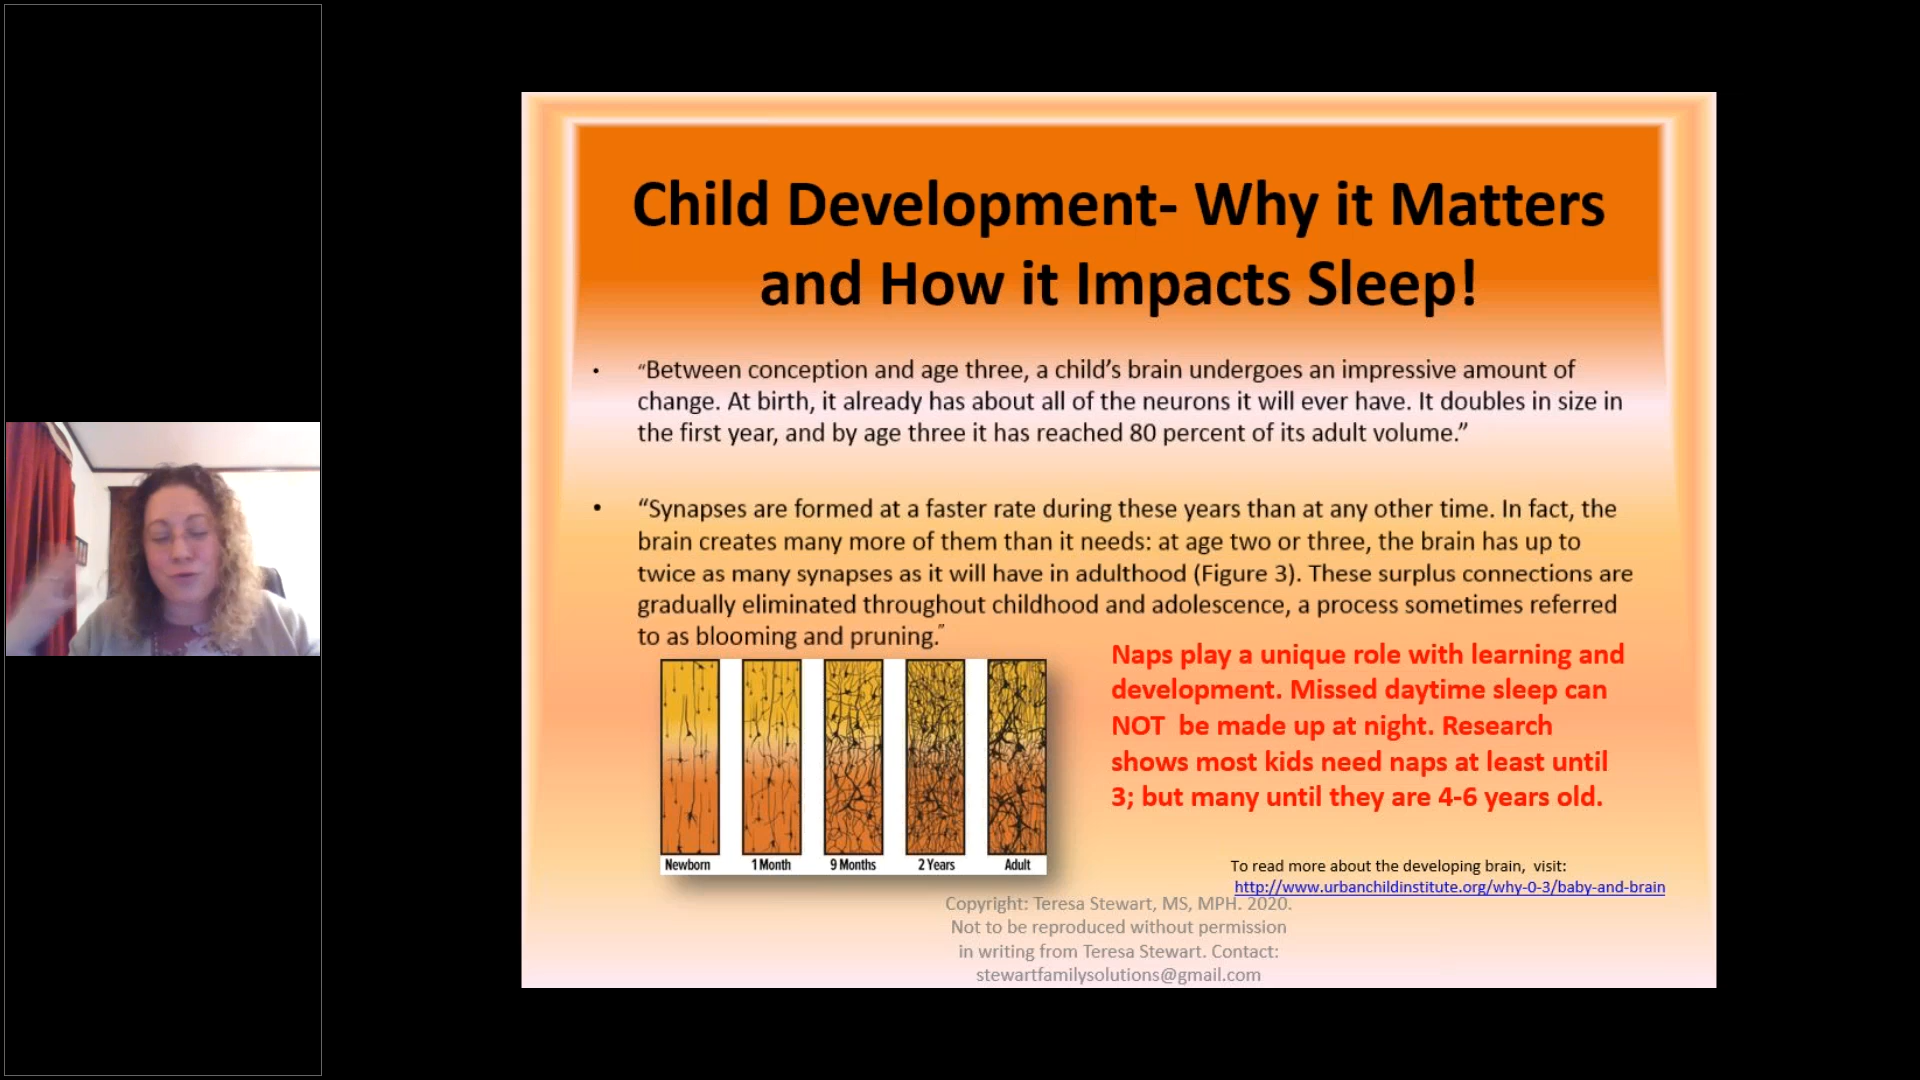 Child Development- Why it Matters
and How it Impacts Sleep!
• “Between conception and age three, a child’s brain undergoes an impressive amount of
change. At birth, it already has about all of the neurons it will ever have. It doubles in size in
the first year, and by age three it has reached 80 percent of its adult volume.”
• “Synapses are formed at a faster rate during these years than at any other time. In fact, the
brain creates many more of them than it needs: at age two or three, the brain has up to
twice as many synapses as it will have in adulthood (Figure 3). These surplus connections are
gradually eliminated throughout childhood and adolescence, a process sometimes referred
to as blooming and pruning.”
Naps play a unique role with learning and
development. Missed daytime sleep can
NOT be made up at night. Research
shows most kids need naps at least until
3; but many until they are 4-6 years old.
Newborn 1 Month 9 Months 2 Years Adult
To read more about the developing brain, visit:
http://www.urbanchildinstitute.org/why-0-3/baby-and-brain
Copyright: Teresa Stewart, MS, MPH. 2020.
Not to be reproduced without permission
in writing from Teresa Stewart. Contact:
stewartfamilysolutions@gmail.com